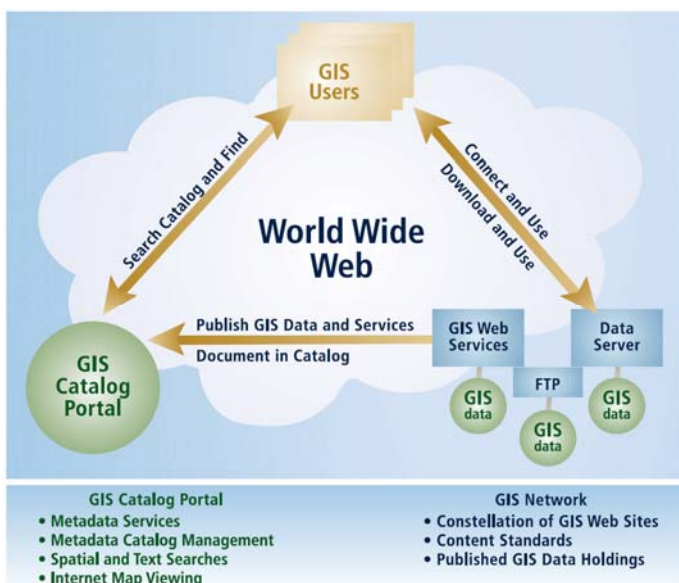 GIS
Users
Search Catalog and Find
Connect and Use
Download and Use
World Wide
Web
Publish GIS Data and Services
Document in Catalog
GIS
Catalog
Portal
GIS Web
Services
Data
Server
FTP
GIS
data
GIS
data
GIS
data
GIS Catalog Portal
• Metadata Services
• Metadata Catalog Management
• Spatial and Text Searches
• Internet Map Viewing
GIS Network
• Constellation of GIS Web Sites
• Content Standards
• Published GIS Data Holdings